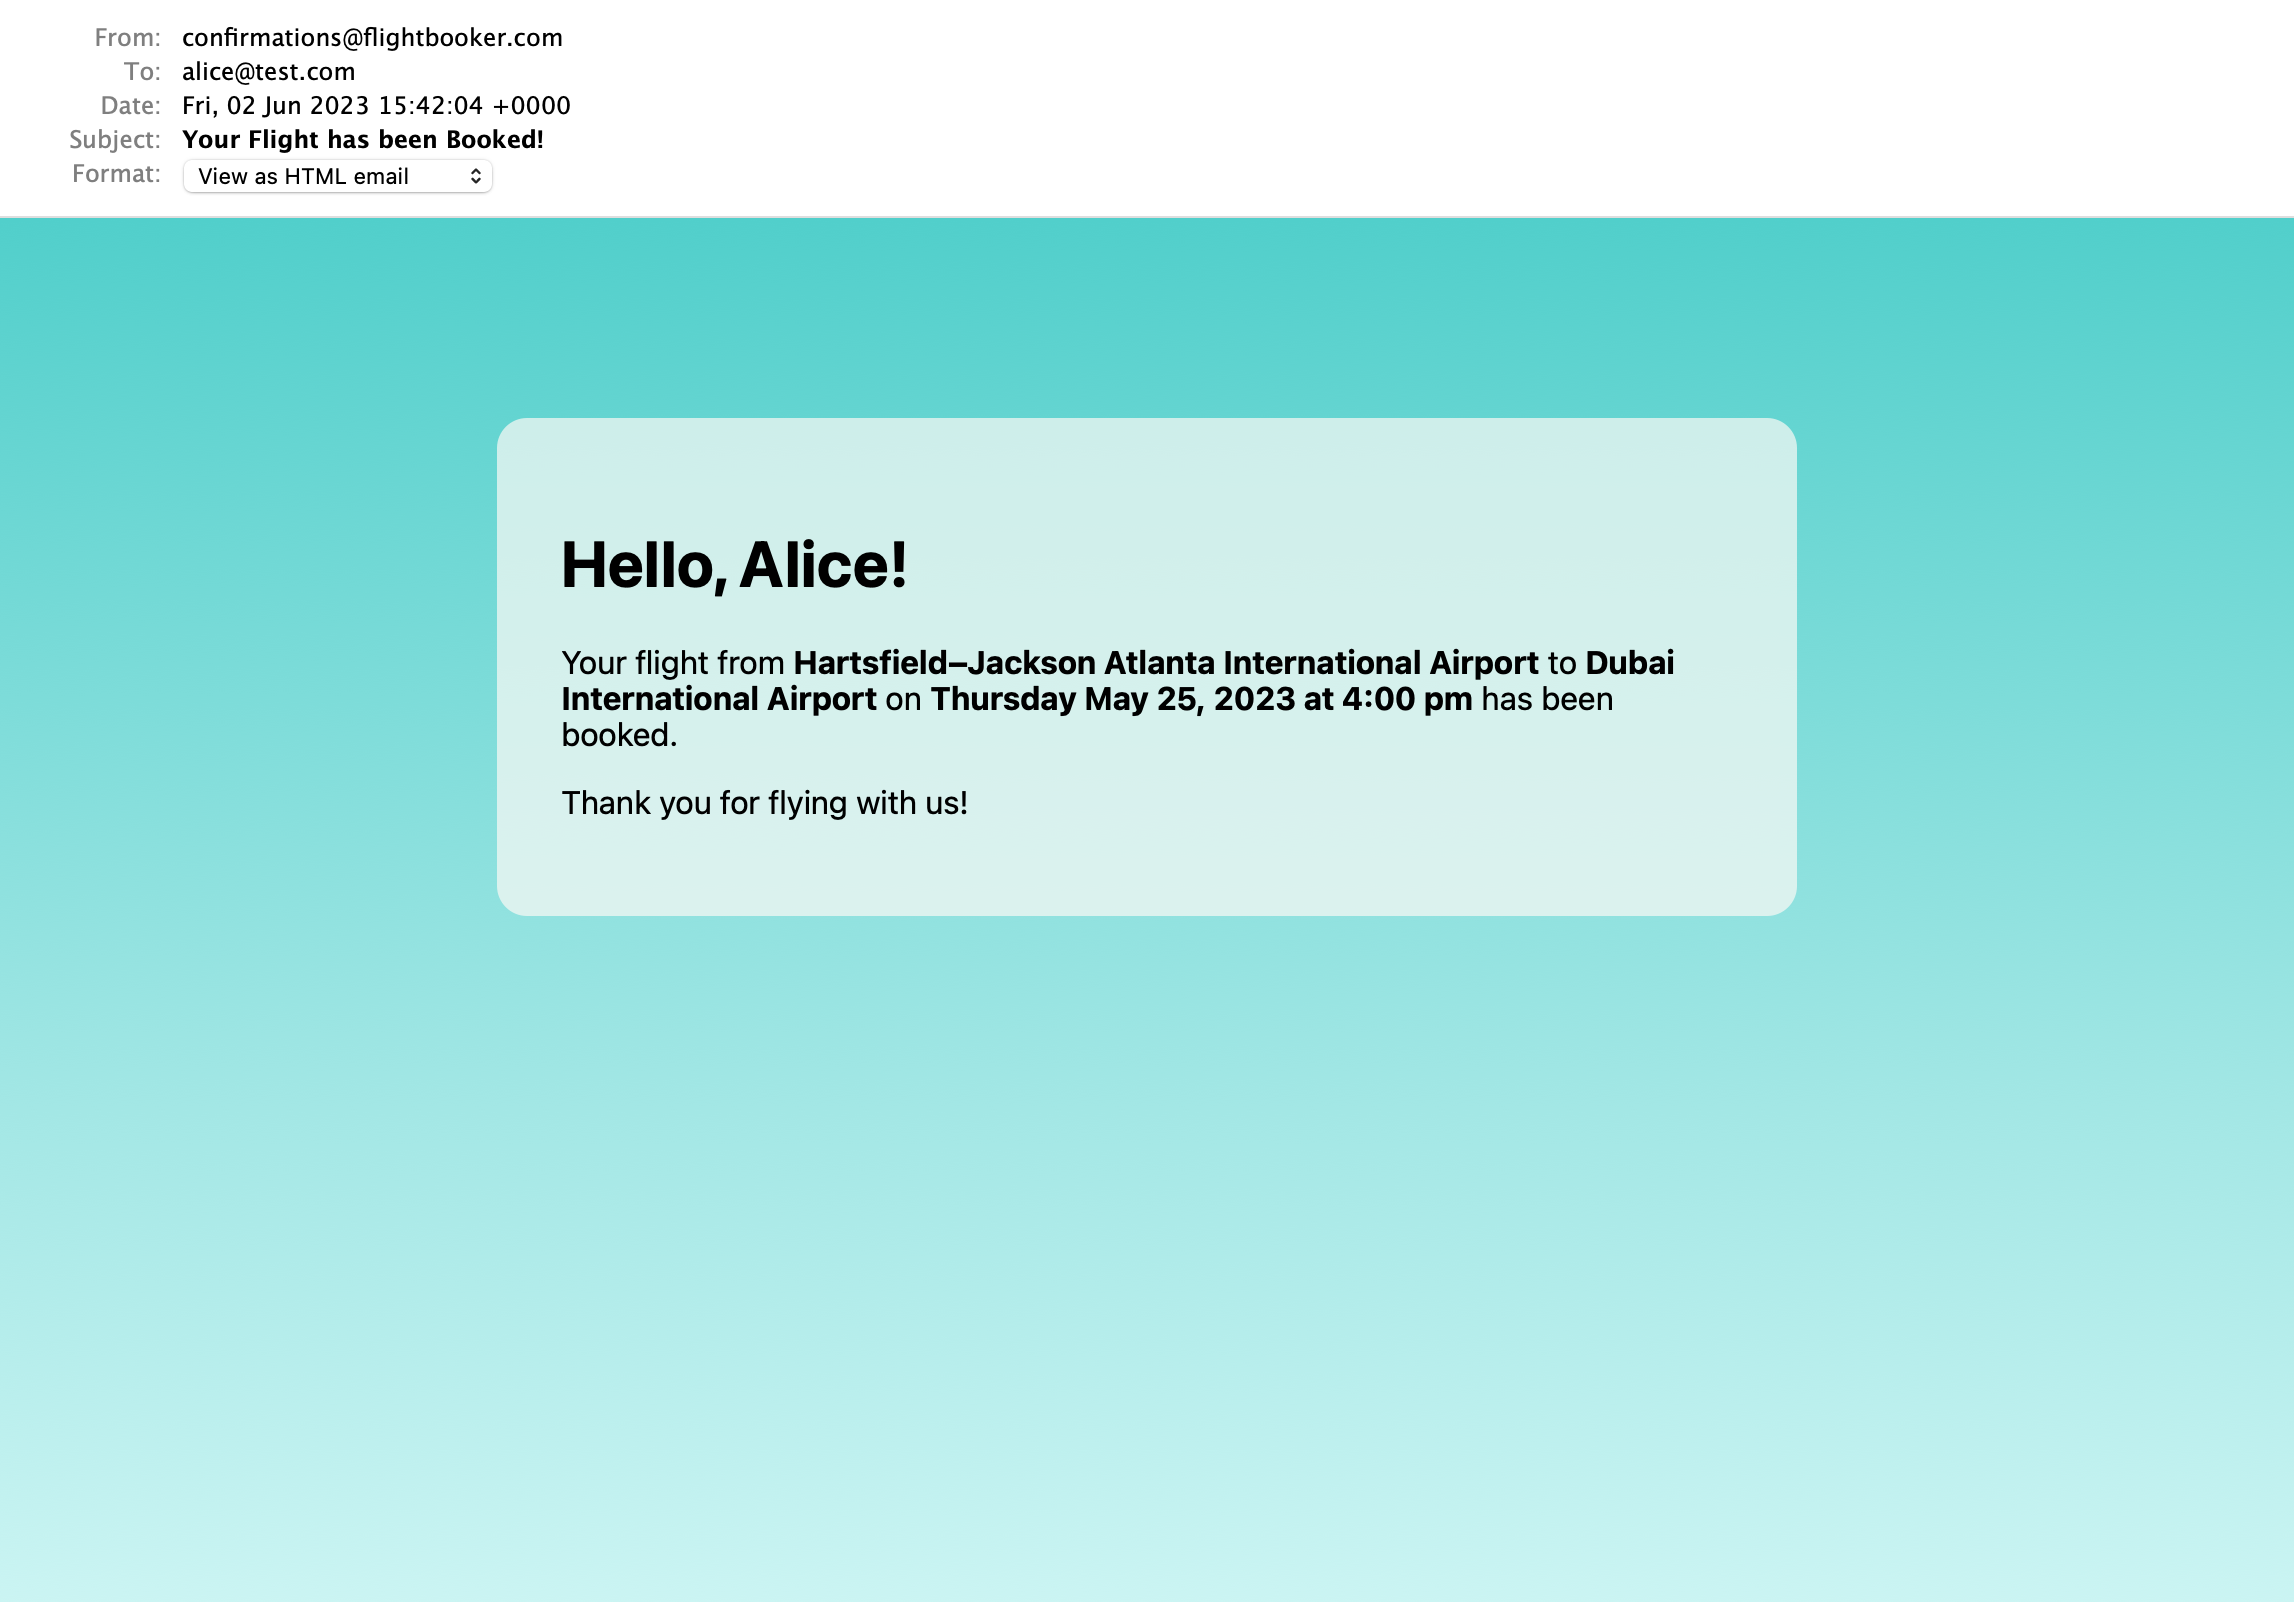 From: confirmations@flightbooker.com
To: alice@test.com
Date: Fri, 02 Jun 2023 15:42:04 +0000
Subject: Your Flight has been Booked!
Format: View as HTML email
Hello, Alice!
Your flight from Hartsfield–Jackson Atlanta International Airport to Dubai
International Airport on Thursday May 25, 2023 at 4:00 pm has been
booked.
Thank you for flying with us!